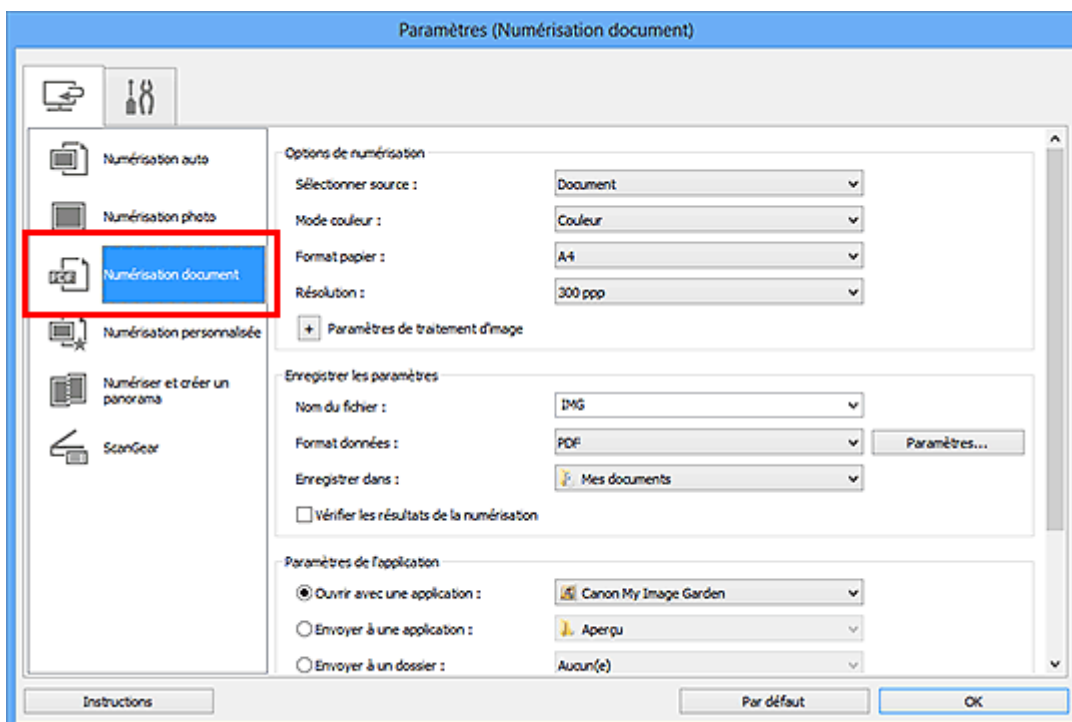 Paramètres (Numérisation document)
Numérisation auto
Numérisation photo
Numérisation document
Numérisation personnalisée
Numériser et créer un
panorama
ScanGear
Options de numérisation
Sélectionner source : Document
Mode couleur : Couleur
Format papier : A4
Résolution : 300 ppp
+ Paramètres de traitement d'image
Enregistrer les paramètres
Nom du fichier : IMG
Format données : PDF Paramètres...
Enregistrer dans : Mes documents
Vérifier les résultats de la numérisation
Paramètres de l'application
Ouvrir avec une application : Canon My Image Garden
Envoyer à une application : Aperçu
Envoyer à un dossier : Aucun(e)
Instructions Par défaut OK